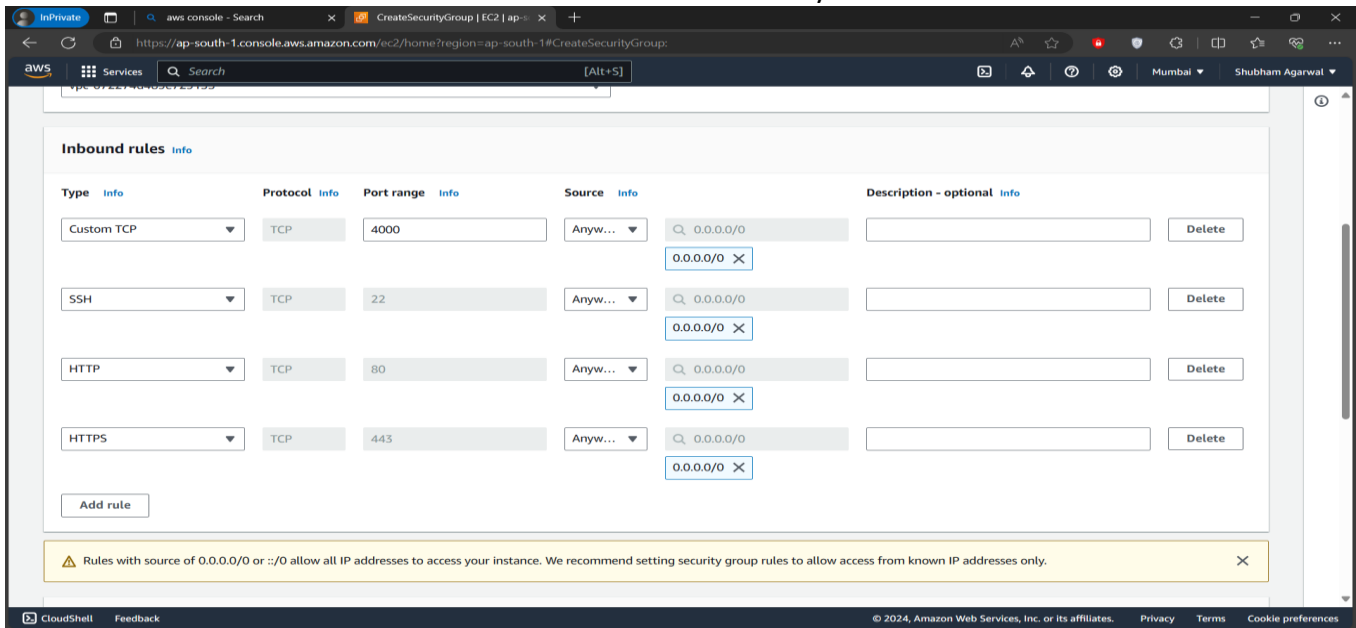 InPrivate
aws console - Search
CreateSecurityGroup | EC2 | ap-s
https://ap-south-1.console.aws.amazon.com/ec2/home?region=ap-south-1#CreateSecurityGroup:
aws
Services
Search
[Alt+S]
Mumbai
Shubham Agarwal
Inbound rules Info
Type Info Protocol Info Port range Info Source Info Description - optional Info
Custom TCP TCP 4000 Anyw... 0.0.0.0/0 Delete
0.0.0.0/0
SSH TCP 22 Anyw... 0.0.0.0/0 Delete
0.0.0.0/0
HTTP TCP 80 Anyw... 0.0.0.0/0 Delete
0.0.0.0/0
HTTPS TCP 443 Anyw... 0.0.0.0/0 Delete
0.0.0.0/0
Add rule
Rules with source of 0.0.0.0/0 or ::/0 allow all IP addresses to access your instance. We recommend setting security group rules to allow access from known IP addresses only.
CloudShell Feedback © 2024, Amazon Web Services, Inc. or its affiliates. Privacy Terms Cookie preferences